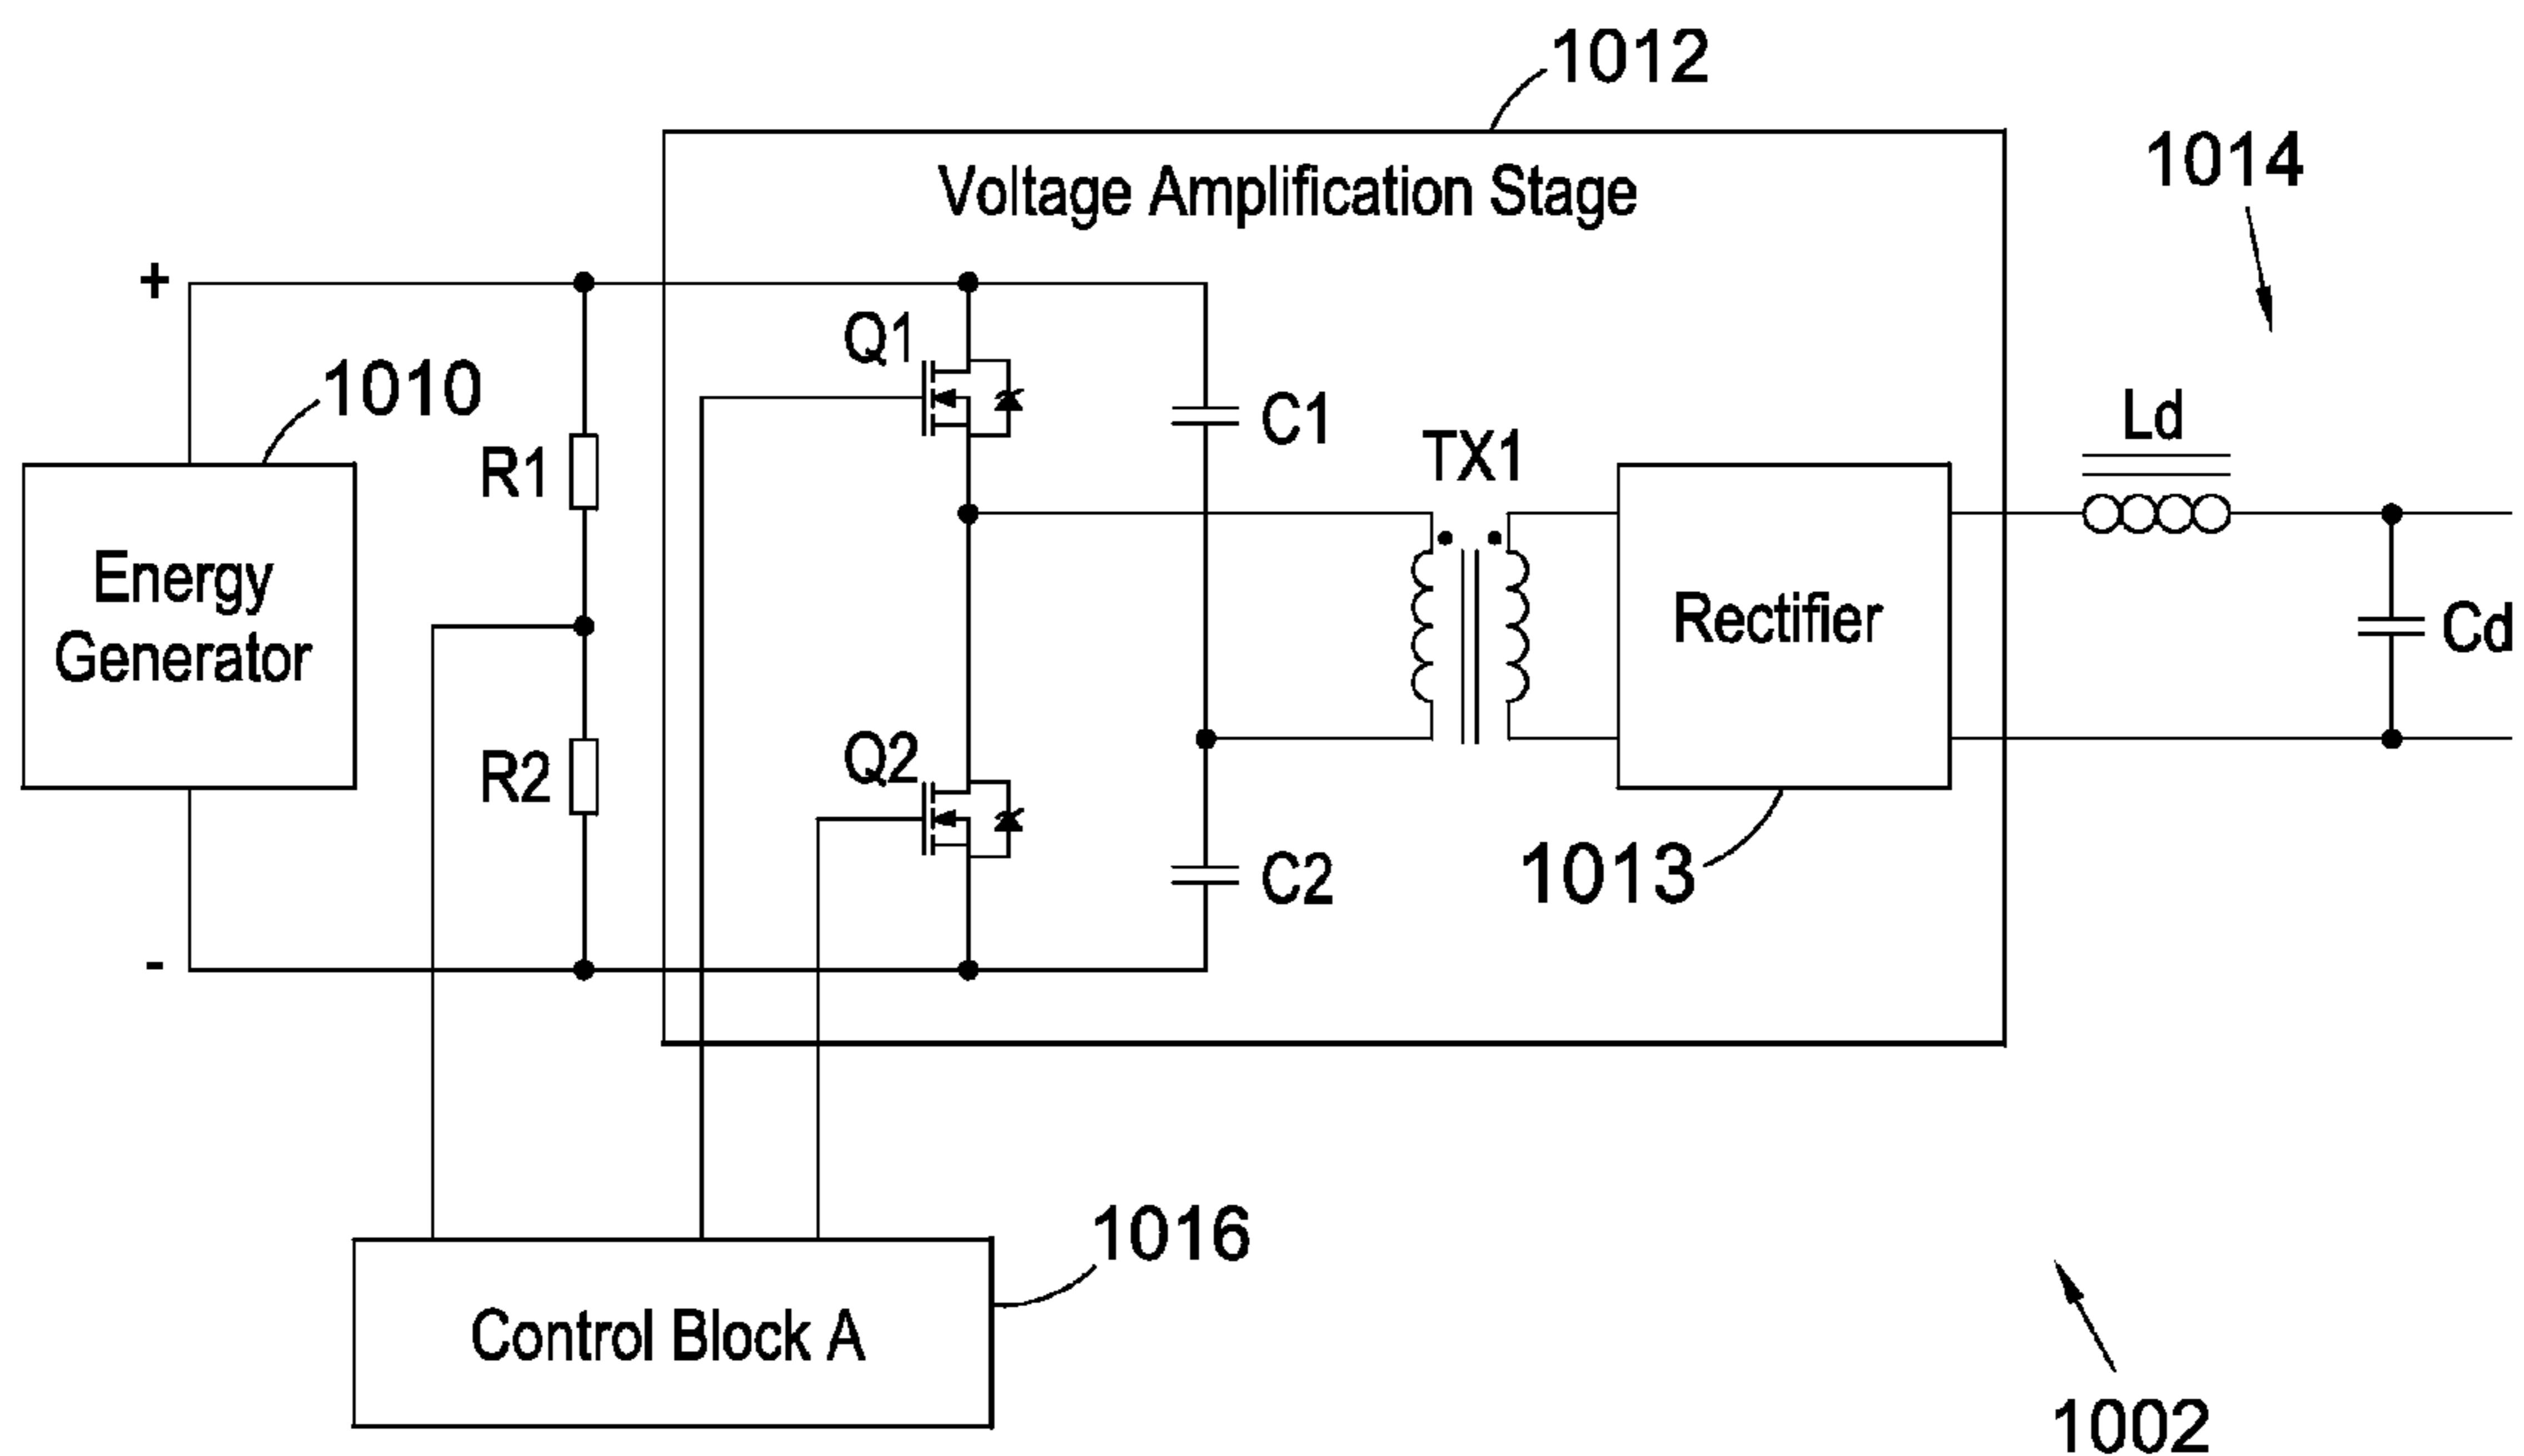 1012
1014
Voltage Amplification Stage
+
Q1
1010
Ld
C1
TX1
R1
Energy
Generator
Rectifier
Cd
R2
Q2
C2
1013
-
1016
Control Block A
1002